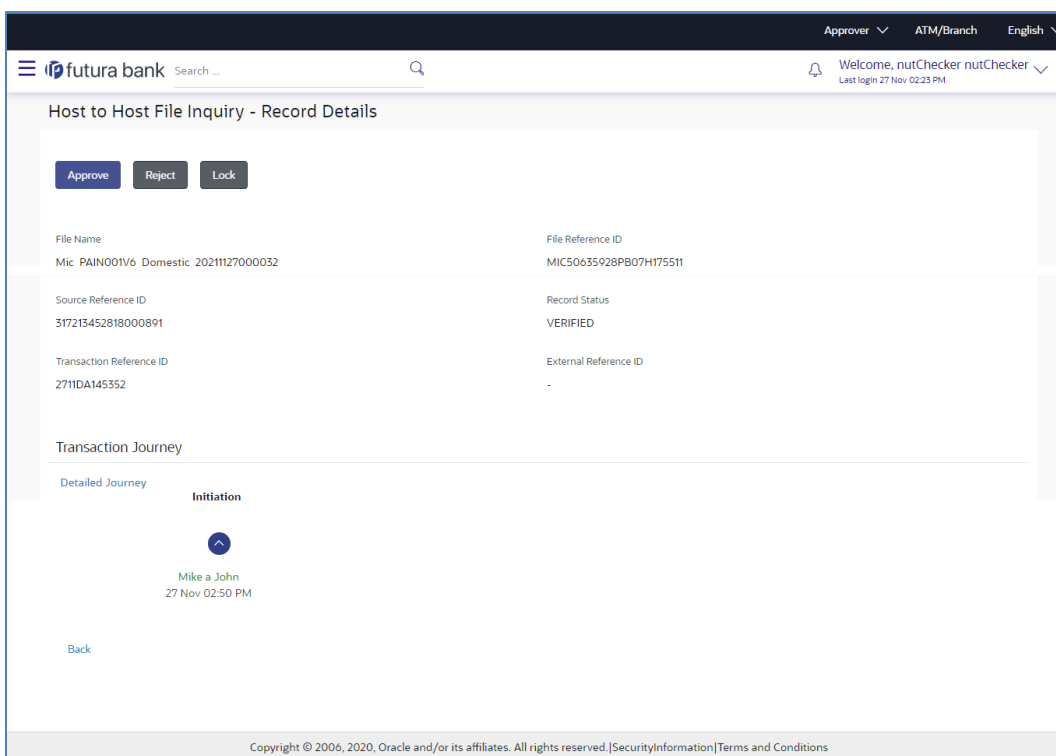 Approver ATM/Branch English
futura bank Search ... Welcome, nutChecker nutChecker
Last login 27 Nov 02:23 PM
Host to Host File Inquiry - Record Details
Approve Reject Lock
File Name File Reference ID
Mic PAIN001V6 Domestic 20211127000032 MIC50635928PB07H175511
Source Reference ID Record Status
317213452818000891 VERIFIED
Transaction Reference ID External Reference ID
2711DA145352 -
Transaction Journey
Detailed Journey
Initiation
Mike a John
27 Nov 02:50 PM
Back
Copyright © 2006, 2020, Oracle and/or its affiliates. All rights reserved.|SecurityInformation|Terms and Conditions